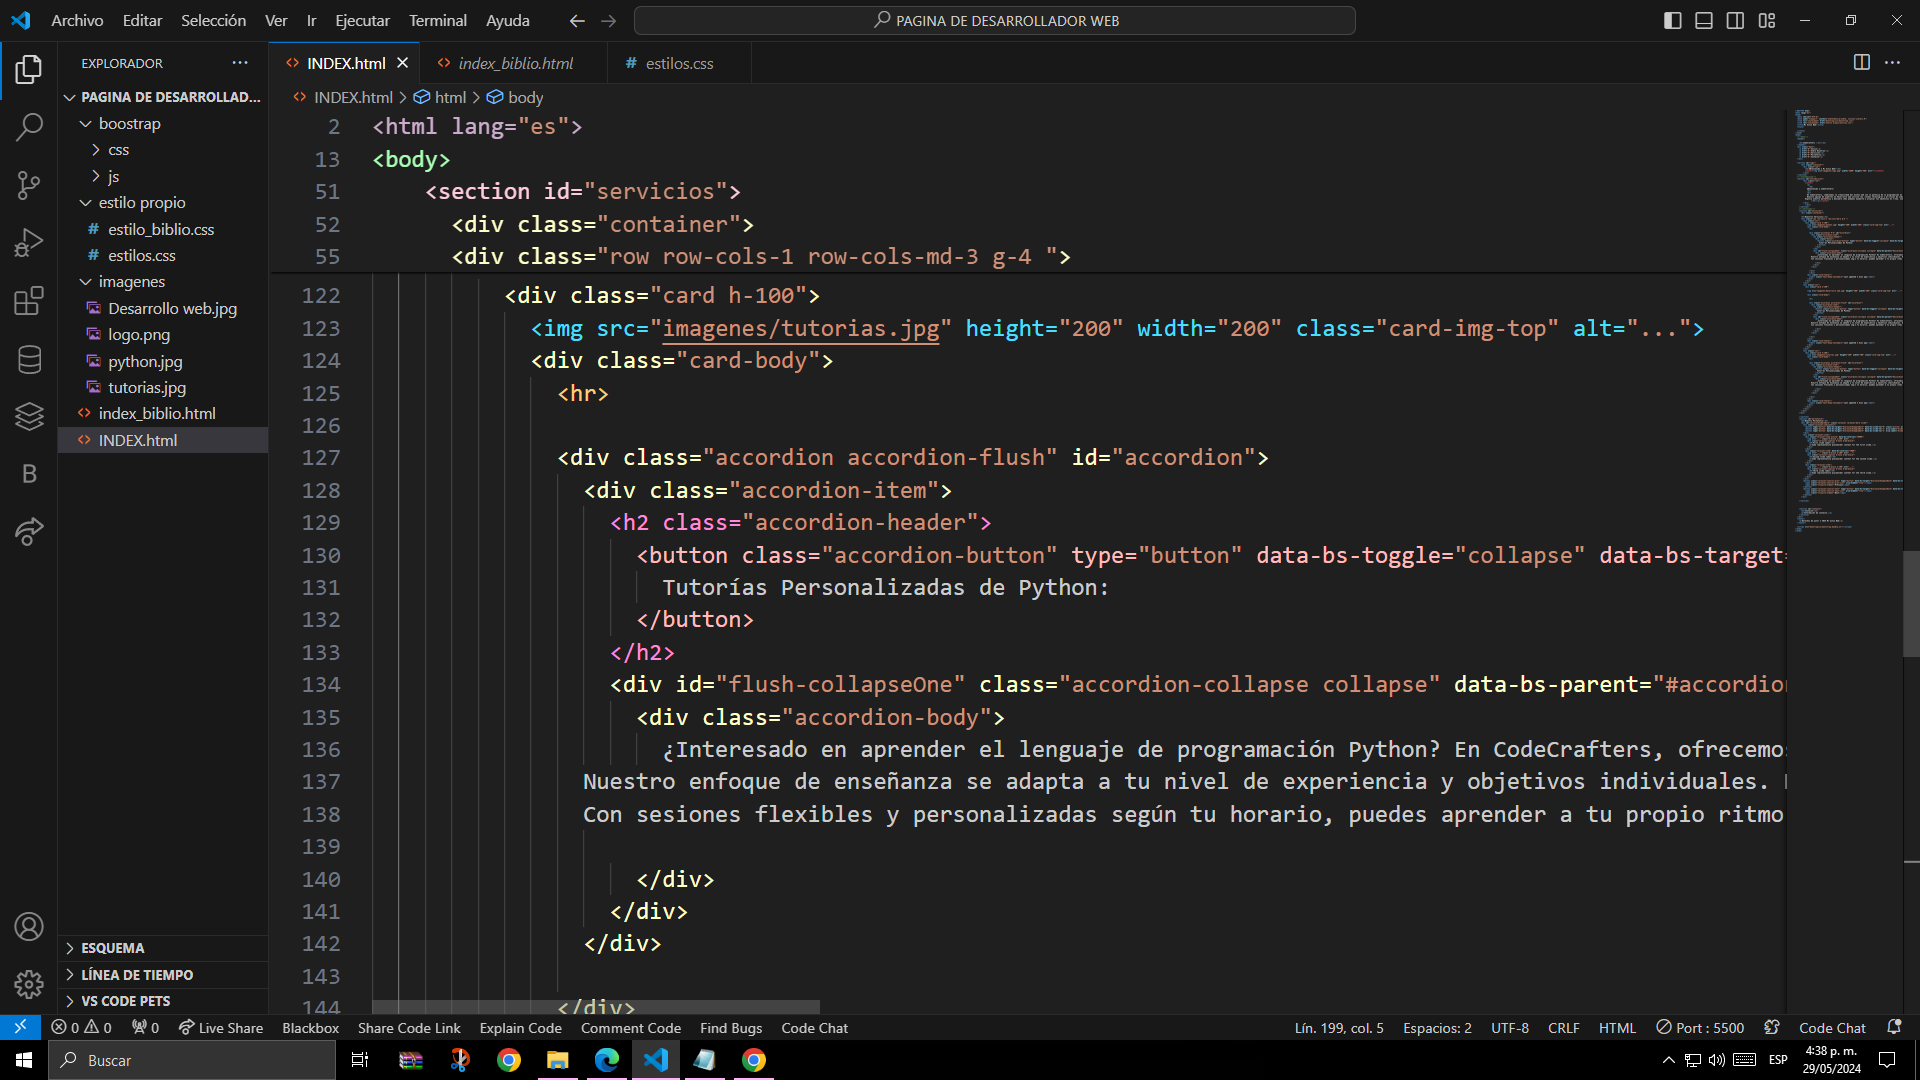 Archivo Editar Selección Ver Ir Ejecutar Terminal Ayuda
PAGINA DE DESARROLLADOR WEB
EXPLORADOR
PAGINA DE DESARROLLAD...
boostrap
css
js
estilo propio
# estilo_biblio.css
# estilos.css
imagenes
Desarrollo web.jpg
logo.png
python.jpg
tutorias.jpg
<> index_biblio.html
<> INDEX.html
ESQUEMA
LÍNEA DE TIEMPO
VS CODE PETS
<> INDEX.html
<> index_biblio.html
# estilos.css
<> INDEX.html > html > body
2 <html lang="es">
13 <body>
51 <section id="servicios">
52 <div class="container">
55 <div class="row row-cols-1 row-cols-md-3 g-4 ">
122 <div class="card h-100">
123 <img src="imagenes/tutorias.jpg" height="200" width="200" class="card-img-top" alt="...">
124 <div class="card-body">
125 <hr>
126
127 <div class="accordion accordion-flush" id="accordion">
128 <div class="accordion-item">
129 <h2 class="accordion-header">
130 <button class="accordion-button" type="button" data-bs-toggle="collapse" data-bs-target=
131 Tutorías Personalizadas de Python:
132 </button>
133 </h2>
134 <div id="flush-collapseOne" class="accordion-collapse collapse" data-bs-parent="#accordio
135 <div class="accordion-body">
136 ¿Interesado en aprender el lenguaje de programación Python? En CodeCrafters, ofrecemos
137 Nuestro enfoque de enseñanza se adapta a tu nivel de experiencia y objetivos individuales.
138 Con sesiones flexibles y personalizadas según tu horario, puedes aprender a tu propio ritmo
139
140 </div>
141 </div>
142 </div>
143
144 </div>
0 0 0 Live Share Blackbox Share Code Link Explain Code Comment Code Find Bugs Code Chat
Lín. 199, col. 5 Espacios: 2 UTF-8 CRLF HTML Port : 5500 Code Chat
Buscar
ESP
4:38 p. m.
29/05/2024